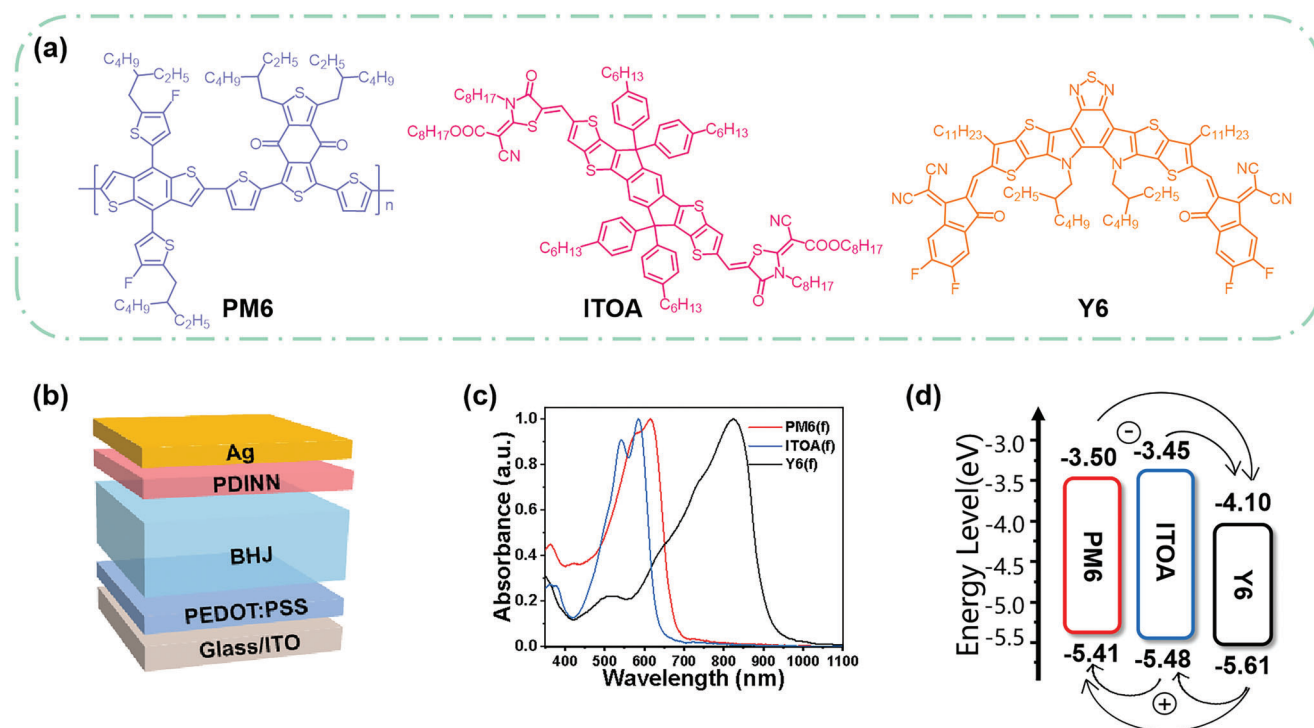 (a)
C4H9
C2H5
F
S
S
S
C4H9
C2H5
C2H5
C4H9
S
O
O
S
S
S
n
S
F
C4H9
C2H5
PM6
C8H17
O
N
S
C8H17OOC
CN
S
S
C6H13
C6H13
C6H13
C6H13
S
S
S
CN
COOC8H17
N
O
C8H17
ITOA
S
N
N
C11H23
S
S
C11H23
S
N
N
S
NC
CN
O
C2H5
C4H9
C2H5
C4H9
O
NC
CN
F
F
F
F
Y6
(b)
Ag
PDINN
BHJ
PEDOT:PSS
Glass/ITO
(c)
Absorbance (a.u.)
1.0
0.8
0.6
0.4
0.2
0.0
PM6(f)
ITOA(f)
Y6(f)
400 500 600 700 800 900 1000 1100
Wavelength (nm)
(d)
Energy Level(eV)
-3.0
-3.5
-4.0
-4.5
-5.0
-5.5
−
-3.50
-3.45
-4.10
PM6
ITOA
Y6
-5.41
-5.48
-5.61
+